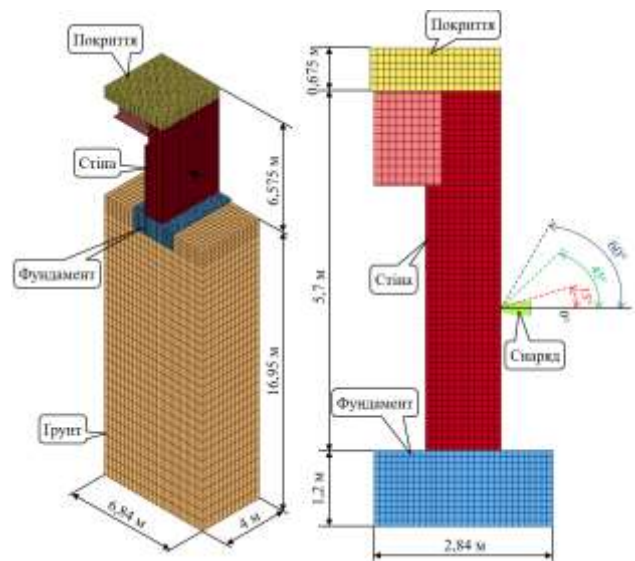 Покриття
Стіна
6,575 м
Фундамент
16,95 м
Ґрунт
6,84 м
4 м
Покриття
0,675 м
5,7 м
Стіна
60°
45°
15°
0°
Снаряд
Фундамент
1,2 м
2,84 м